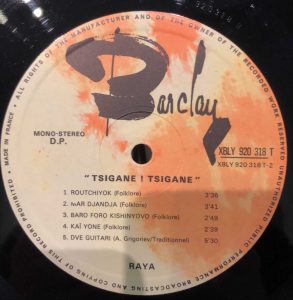 • ALL RIGHTS OF THE MANUFACTURER AND OF THE OWNER OF THE RECORDED WORK RESERVED
UNAUTHORIZED PUBLIC PERFORMANCE BROADCASTING AND COPYING OF THIS RECORD PROHIBITED • MADE IN FRANCE
Barclay
MONO-STEREO
D.P.
XBLY 920 318 T
XBLY 920 318 T-2
"TSIGANE ! TSIGANE"
1. ROUTCHIYOK (Folklore) 3'36
2. MAR DJANDJA (Folklore) 3'41
3. BARO FORO KISHINYOVO (Folklore) 2'48
4. KAÏ YONE (Folklore) 2'38
5. DVE GUITARI (A. Grigoriev/Traditionnel) 5'30
RAYA